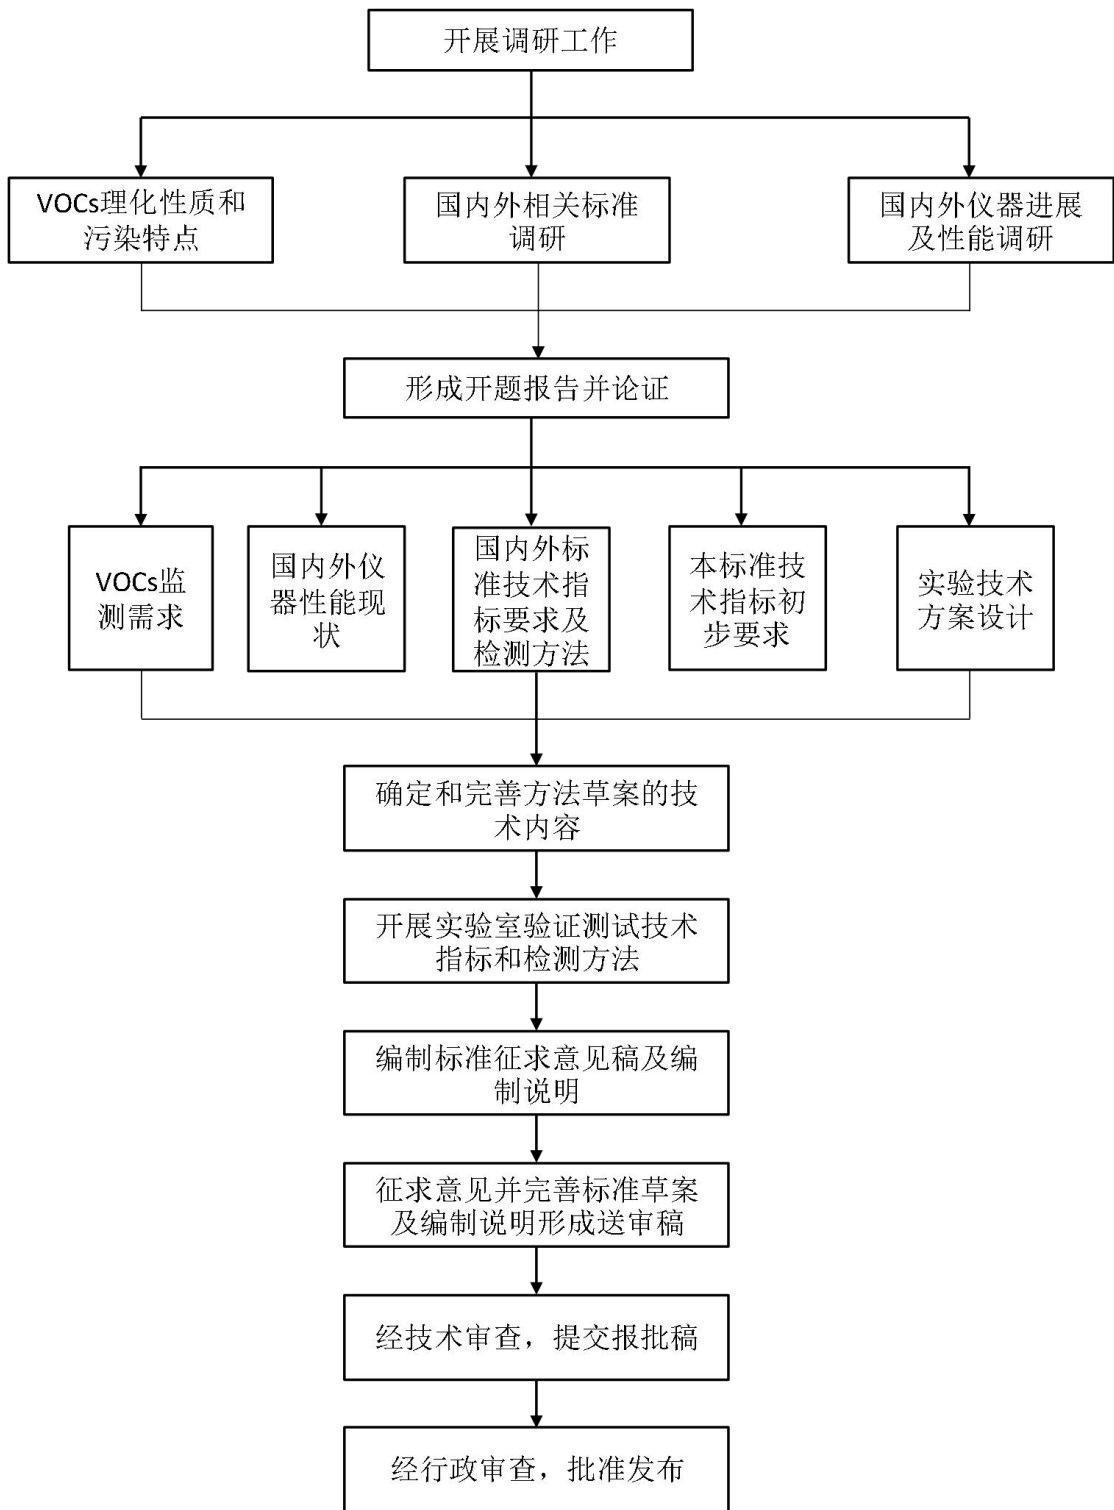 开展调研工作
VOCs理化性质和
污染特点
国内外相关标准
调研
国内外仪器进展
及性能调研
形成开题报告并论证
VOCs监
测需求
国内外仪
器性能现
状
国内外标
准技术指
标要求及
检测方法
本标准技
术指标初
步要求
实验技术
方案设计
确定和完善方法草案的技
术内容
开展实验室验证测试技术
指标和检测方法
编制标准征求意见稿及编
制说明
征求意见并完善标准草案
及编制说明形成送审稿
经技术审查，提交报批稿
经行政审查，批准发布